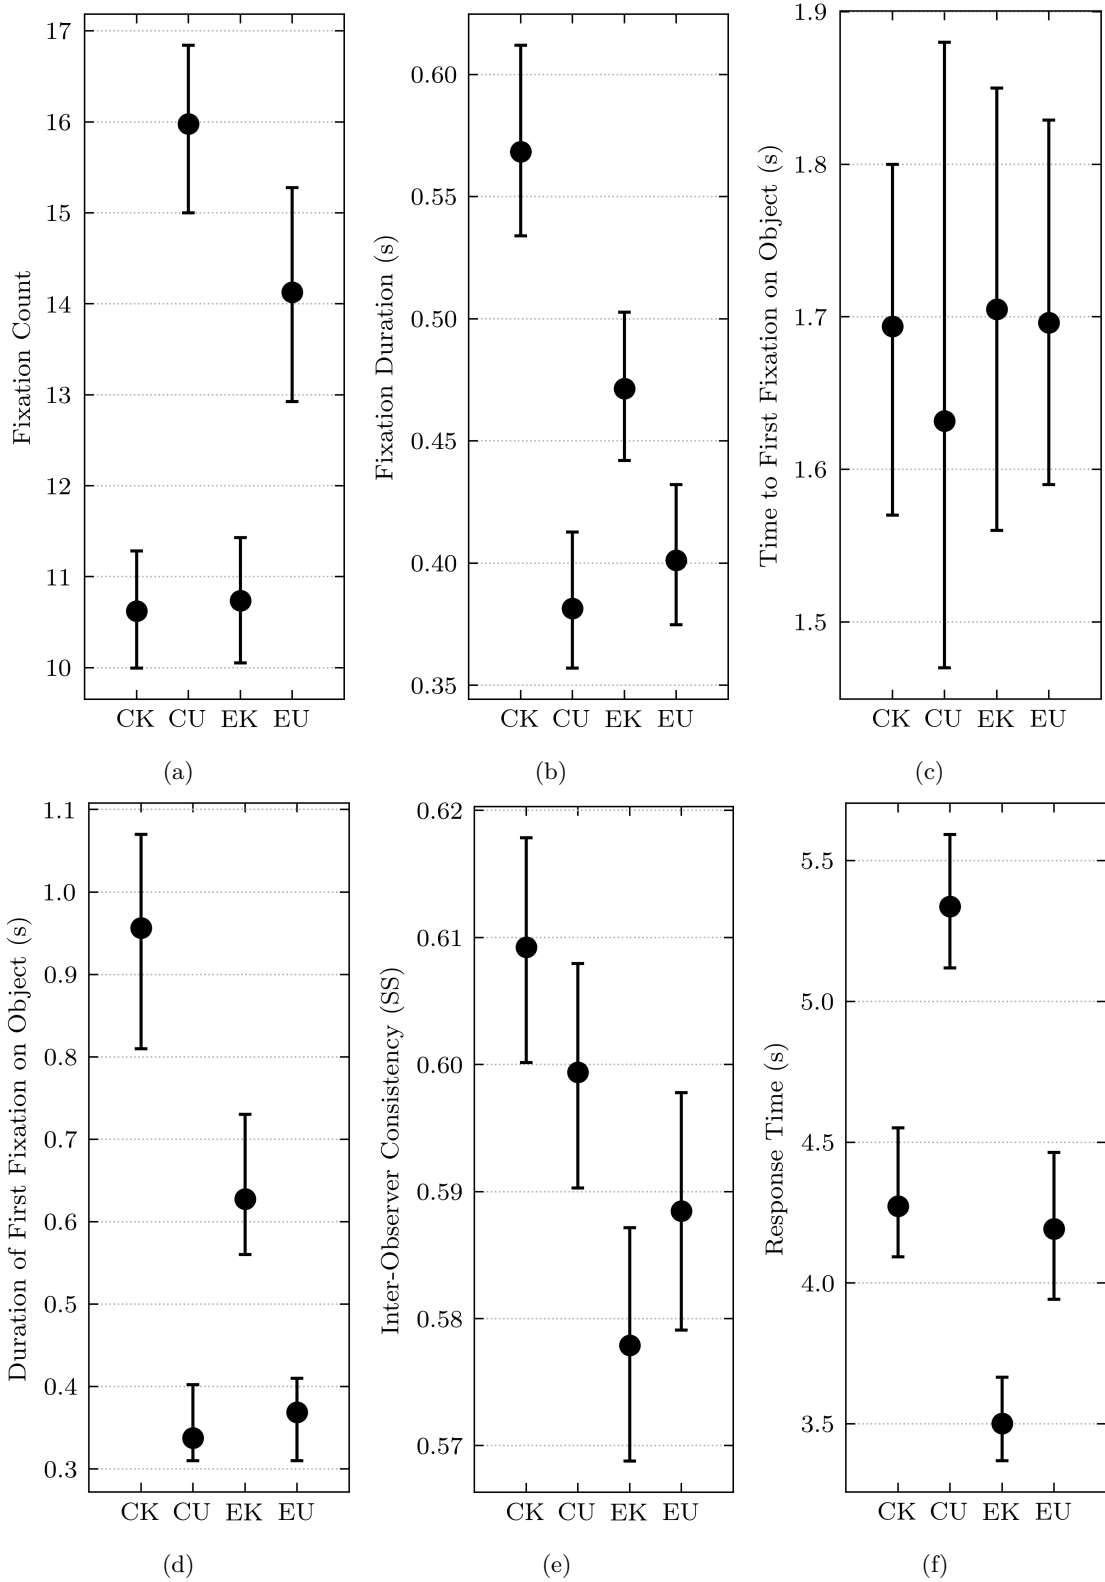 Fixation Count
17
16
15
14
13
12
11
10
CK CU EK EU
(a)
Fixation Duration (s)
0.60
0.55
0.50
0.45
0.40
0.35
CK CU EK EU
(b)
Time to First Fixation on Object (s)
1.9
1.8
1.7
1.6
1.5
CK CU EK EU
(c)
Duration of First Fixation on Object (s)
1.1
1.0
0.9
0.8
0.7
0.6
0.5
0.4
0.3
CK CU EK EU
(d)
Inter-Observer Consistency (SS)
0.62
0.61
0.60
0.59
0.58
0.57
CK CU EK EU
(e)
Response Time (s)
5.5
5.0
4.5
4.0
3.5
CK CU EK EU
(f)